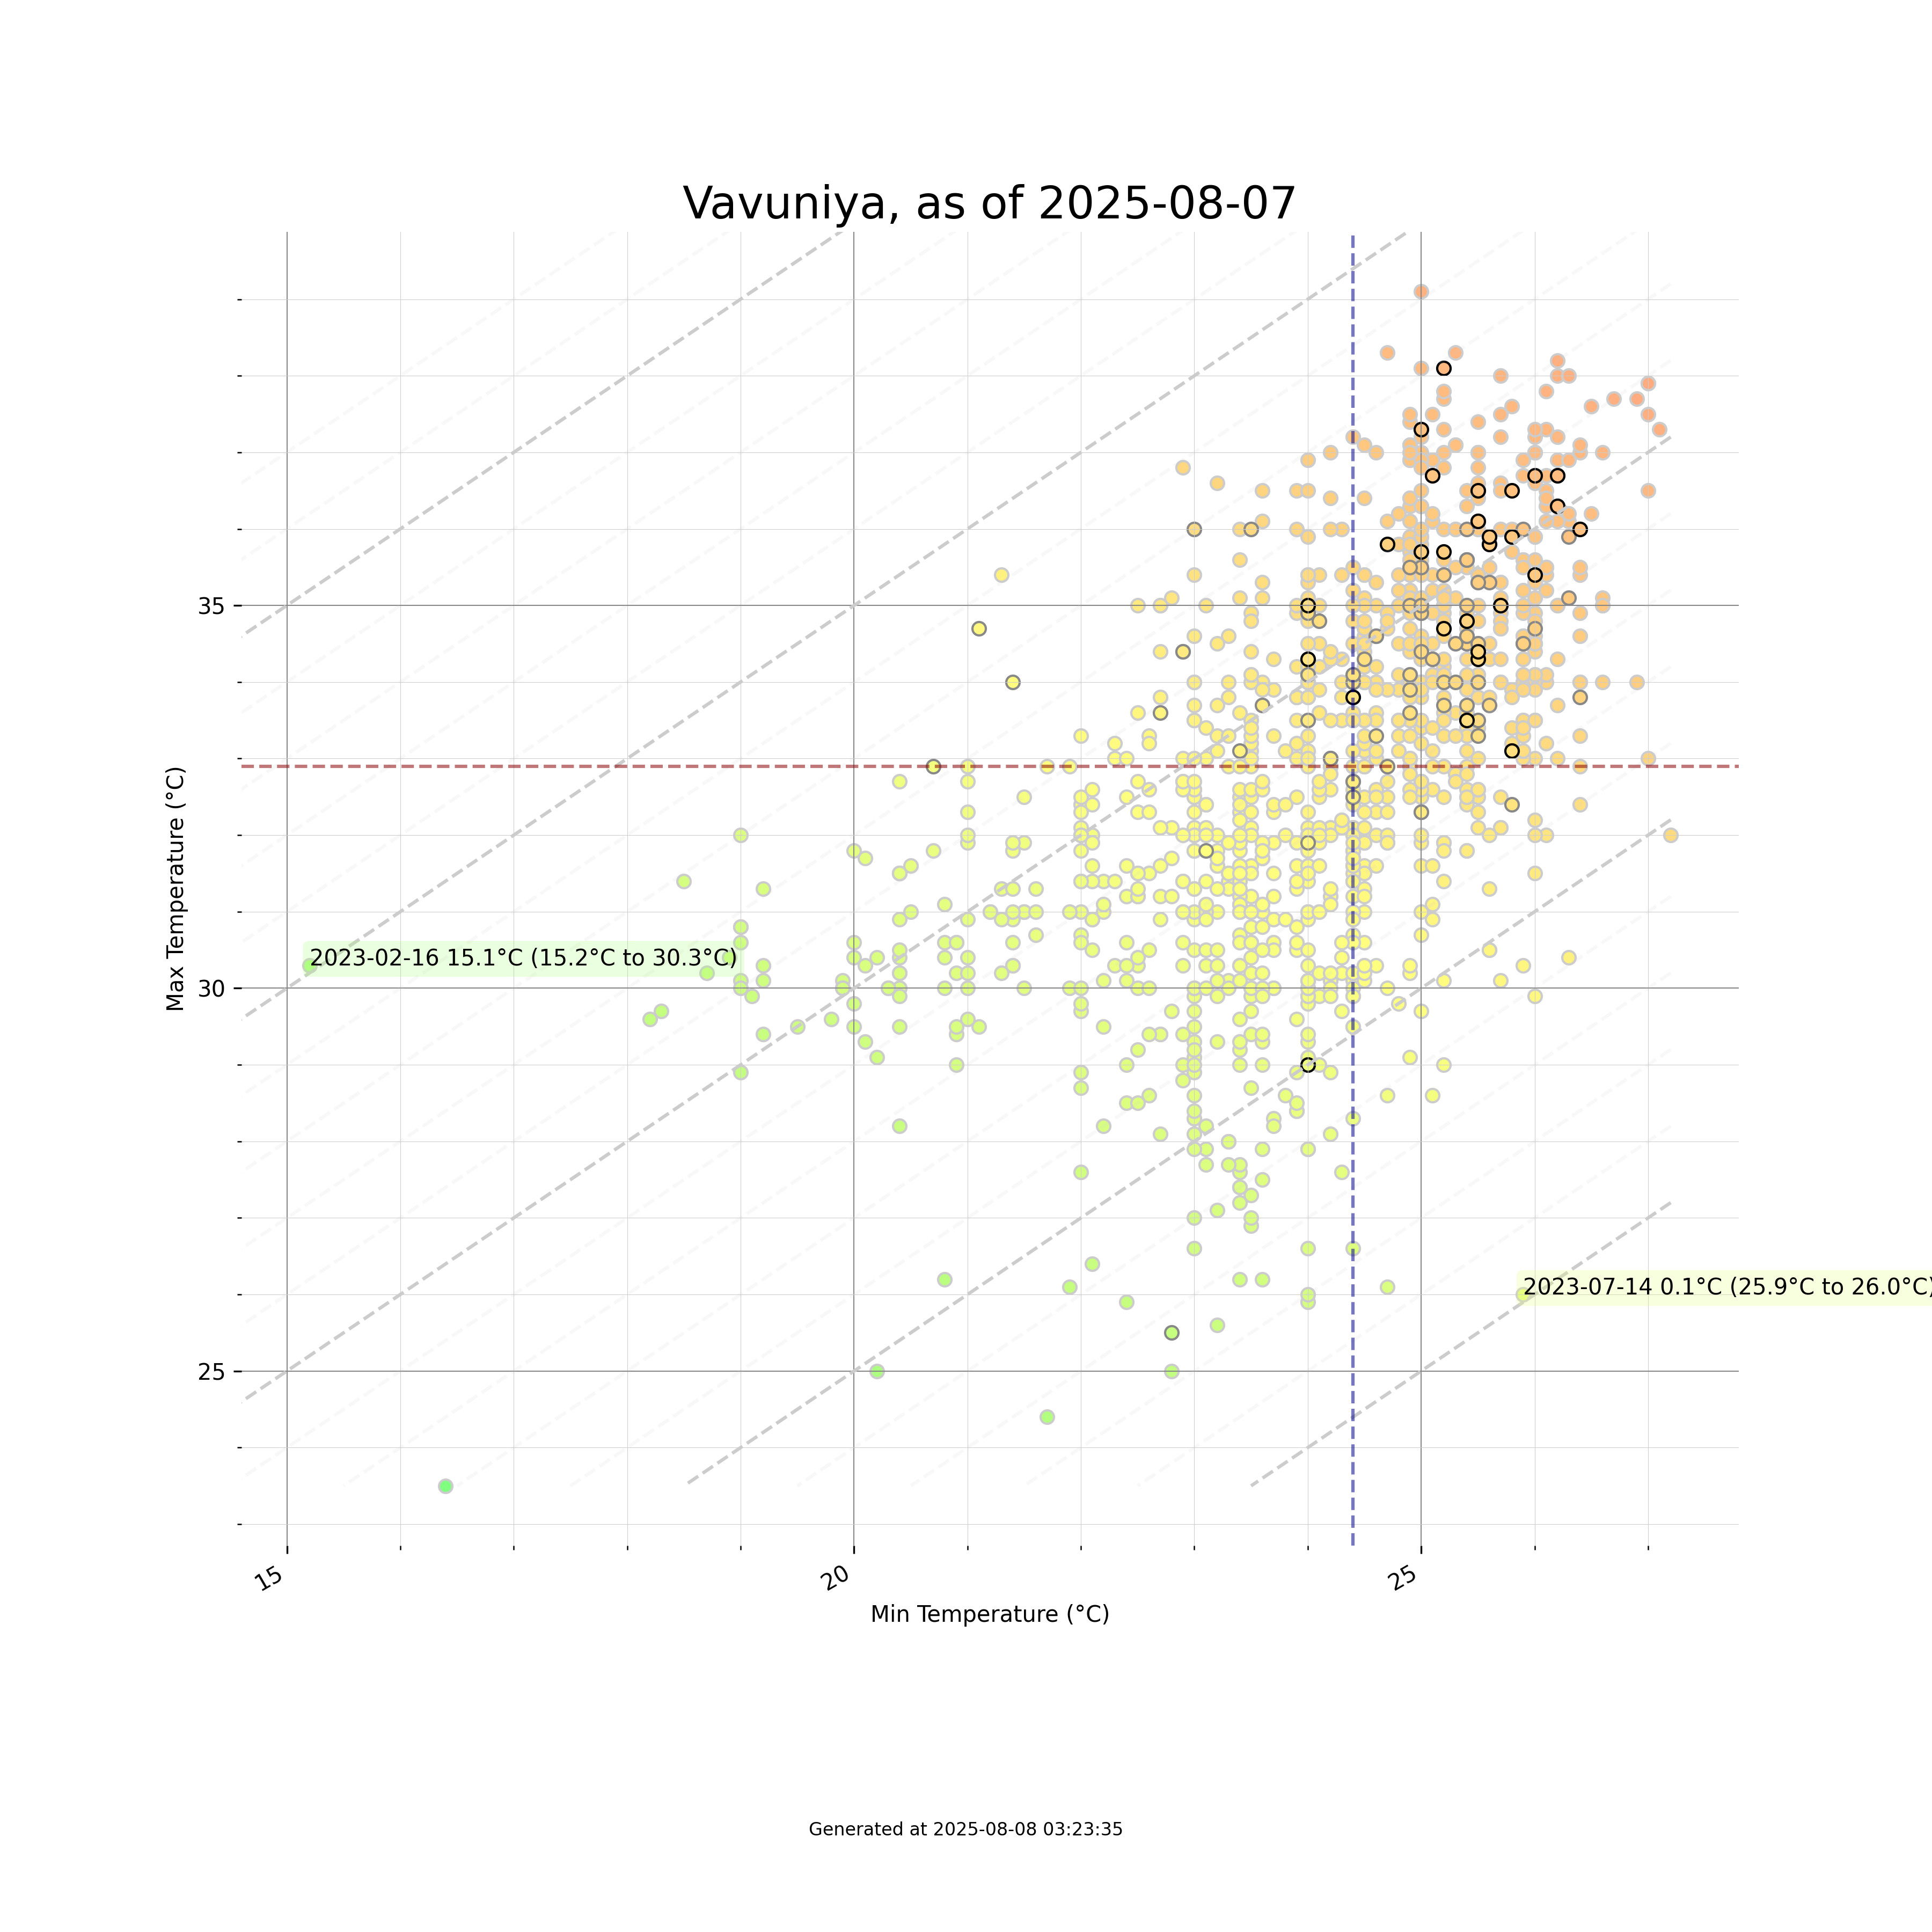 Vavuniya, as of 2025-08-07
Max Temperature (°C)
35
30
25
2023-02-16 15.1°C (15.2°C to 30.3°C)
2023-07-14 0.1°C (25.9°C to 26.0°C)
15
20
25
Min Temperature (°C)
Generated at 2025-08-08 03:23:35